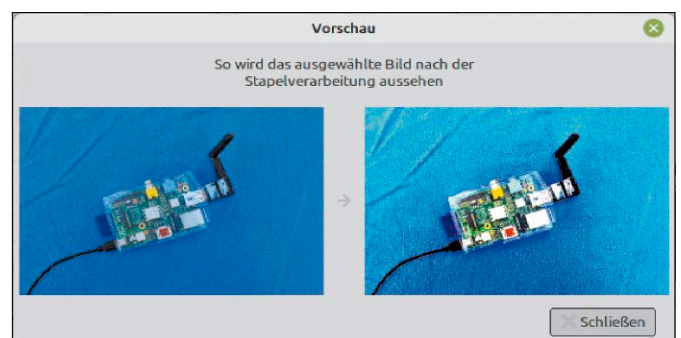 Vorschau
So wird das ausgewählte Bild nach der
Stapelverarbeitung aussehen
Schließen